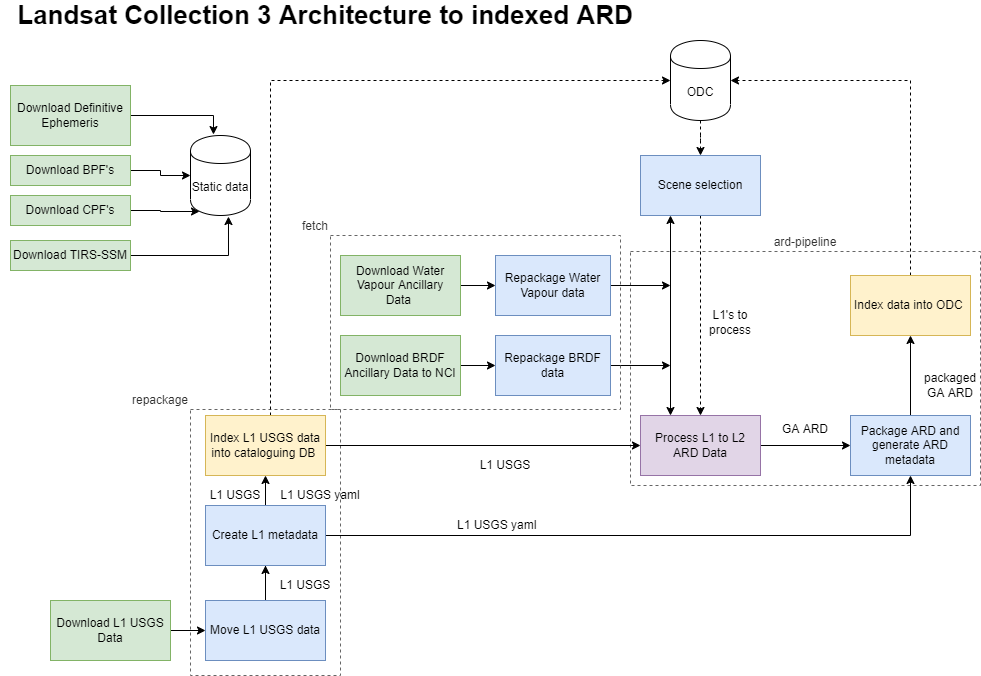 Landsat Collection 3 Architecture to indexed ARD
ODC
Download Definitive
Ephemeris
Download BPF's
Static data
Download CPF's
Download TIRS-SSM
Scene selection
fetch
ard-pipeline
Download Water
Vapour Ancillary
Data
Repackage Water
Vapour data
Index data into ODC
L1's to
process
Download BRDF
Ancillary Data to NCI
Repackage BRDF
data
packaged
GA ARD
repackage
Index L1 USGS data
into cataloguing DB
L1 USGS
Process L1 to L2
ARD Data
GA ARD
Package ARD and
generate ARD
metadata
L1 USGS
L1 USGS yaml
Create L1 metadata
L1 USGS yaml
L1 USGS
Download L1 USGS
Data
Move L1 USGS data